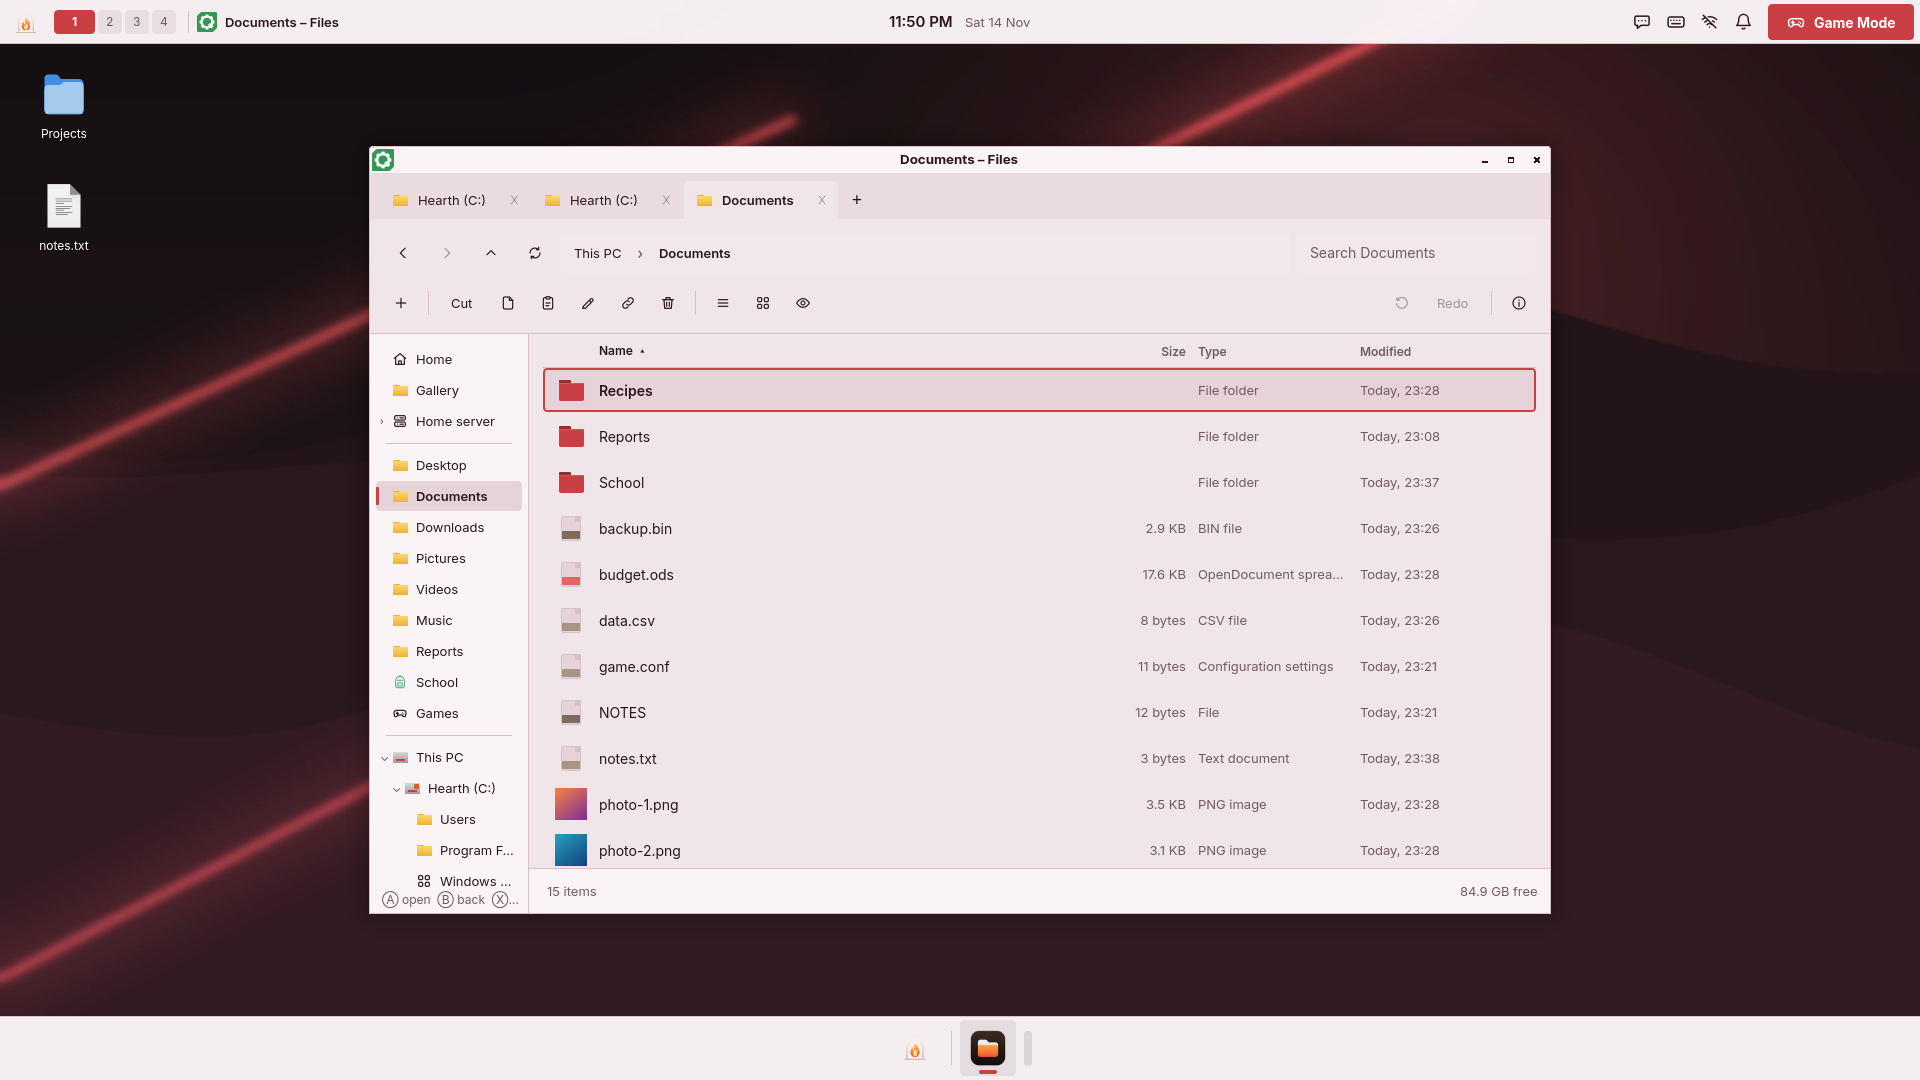 1 2 3 4 Documents – Files 11:50 PM Sat 14 Nov Game Mode
Projects
notes.txt
Documents – Files
Hearth (C:) X Hearth (C:) X Documents X +
This PC › Documents Search Documents
Cut Redo
Home
Gallery
Home server
Desktop
Documents
Downloads
Pictures
Videos
Music
Reports
School
Games
This PC
Hearth (C:)
Users
Program F...
Windows ...
A open B back X...
Name Size Type Modified
Recipes File folder Today, 23:28
Reports File folder Today, 23:08
School File folder Today, 23:37
backup.bin 2.9 KB BIN file Today, 23:26
budget.ods 17.6 KB OpenDocument sprea... Today, 23:28
data.csv 8 bytes CSV file Today, 23:26
game.conf 11 bytes Configuration settings Today, 23:21
NOTES 12 bytes File Today, 23:21
notes.txt 3 bytes Text document Today, 23:38
photo-1.png 3.5 KB PNG image Today, 23:28
photo-2.png 3.1 KB PNG image Today, 23:28
15 items 84.9 GB free